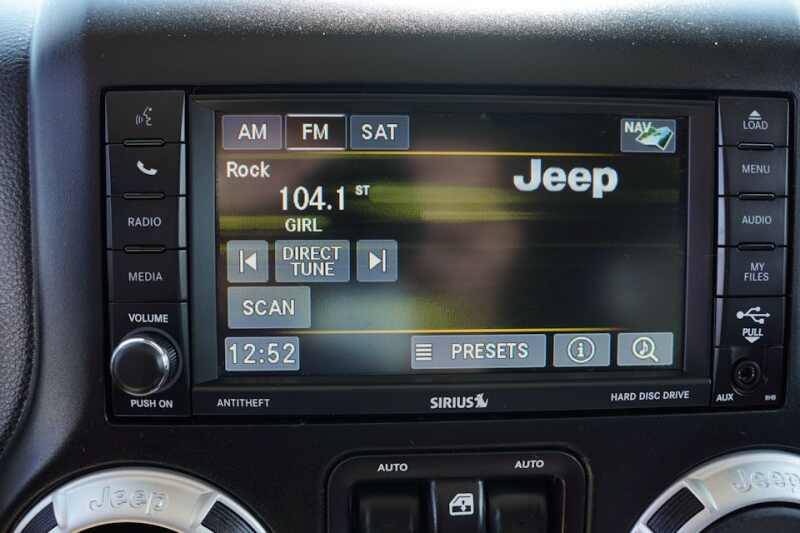 AM FM SAT NAV
Rock
Jeep
104.1 ST
GIRL
DIRECT
TUNE
SCAN
12:52 PRESETS
RADIO
MEDIA
VOLUME
PUSH ON
LOAD
MENU
AUDIO
MY
FILES
PULL
AUX
ANTITHEFT SIRIUS HARD DISC DRIVE
AUTO AUTO
Jeep Jeep